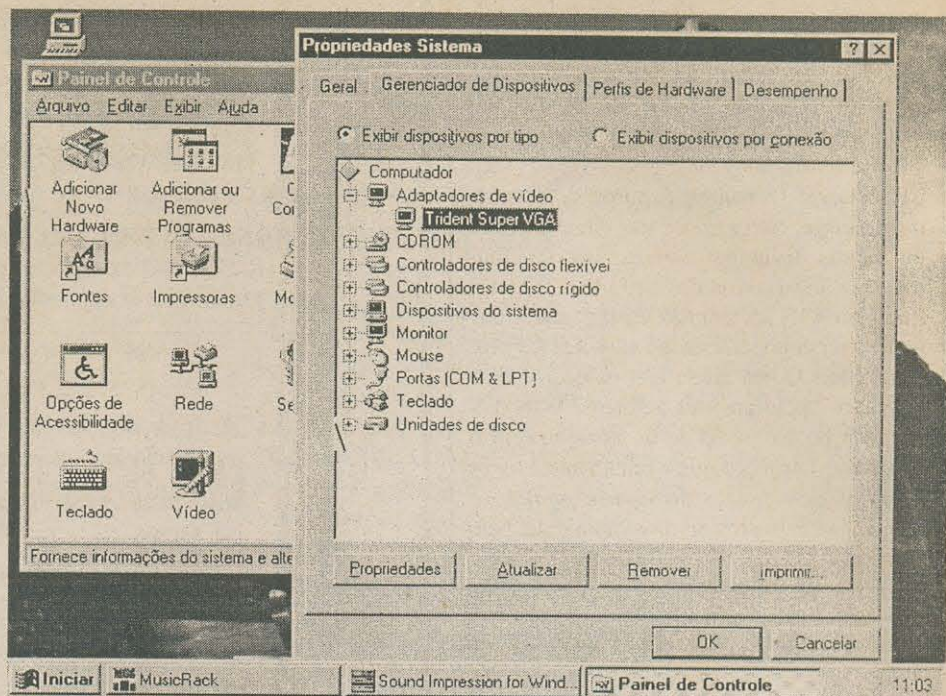 Painel de Controle
Arquivo Editar Exibir Ajuda
Adicionar
Novo
Hardware
Adicionar ou
Remover
Programas
Fontes
Impressoras
Opções de
Acessibilidade
Rede
Teclado
Vídeo
Fornece informações do sistema e alte
Propriedades Sistema
Geral
Gerenciador de Dispositivos
Perfis de Hardware
Desempenho
Exibir dispositivos por tipo
Exibir dispositivos por conexão
Computador
Adaptadores de vídeo
Trident Super VGA
CDROM
Controladores de disco flexívei
Controladores de disco rígido
Dispositivos do sistema
Monitor
Mouse
Portas (COM & LPT)
Teclado
Unidades de disco
Propriedades
Atualizar
Remover
Imprimir...
OK
Cancelar
Iniciar
MusicRack
Sound Impression for Wind...
Painel de Controle
11:03